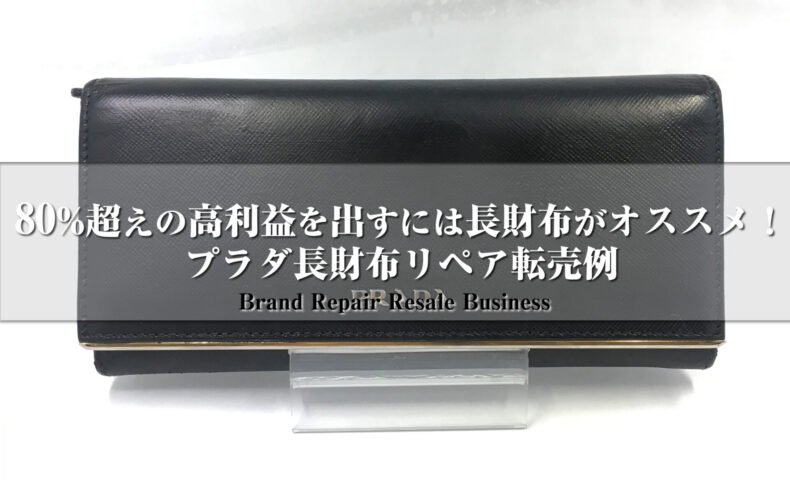 80%超えの高利益を出すには長財布がオススメ！
プラダ長財布リペア転売例
PRADA
Brand Repair Resale Business